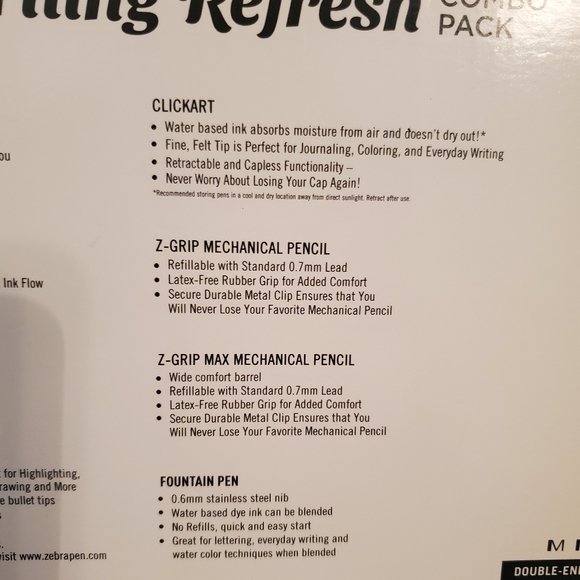 Refresh
COMBO
PACK
CLICKART
• Water based ink absorbs moisture from air and doesn't dry out!*
• Fine, Felt Tip is Perfect for Journaling, Coloring, and Everyday Writing
• Retractable and Capless Functionality –
• Never Worry About Losing Your Cap Again!
*Recommended storing pens in a cool and dry location away from direct sunlight. Retract after use.
Z-GRIP MECHANICAL PENCIL
• Refillable with Standard 0.7mm Lead
• Latex-Free Rubber Grip for Added Comfort
• Secure Durable Metal Clip Ensures that You
Will Never Lose Your Favorite Mechanical Pencil
Z-GRIP MAX MECHANICAL PENCIL
• Wide comfort barrel
• Refillable with Standard 0.7mm Lead
• Latex-Free Rubber Grip for Added Comfort
• Secure Durable Metal Clip Ensures that You
Will Never Lose Your Favorite Mechanical Pencil
FOUNTAIN PEN
• 0.6mm stainless steel nib
• Water based dye ink can be blended
• No Refills, quick and easy start
• Great for lettering, everyday writing and
water color techniques when blended
ou
Ink Flow
for Highlighting,
rawing and More
e bullet tips
visit www.zebrapen.com
M
DOUBLE-EN